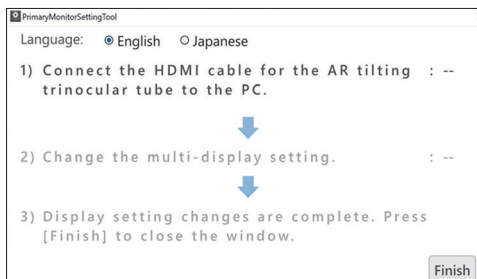 PrimaryMonitorSettingTool
Language: English Japanese
1) Connect the HDMI cable for the AR tilting : --
trinocular tube to the PC.
2) Change the multi-display setting. : --
3) Display setting changes are complete. Press
[Finish] to close the window.
Finish